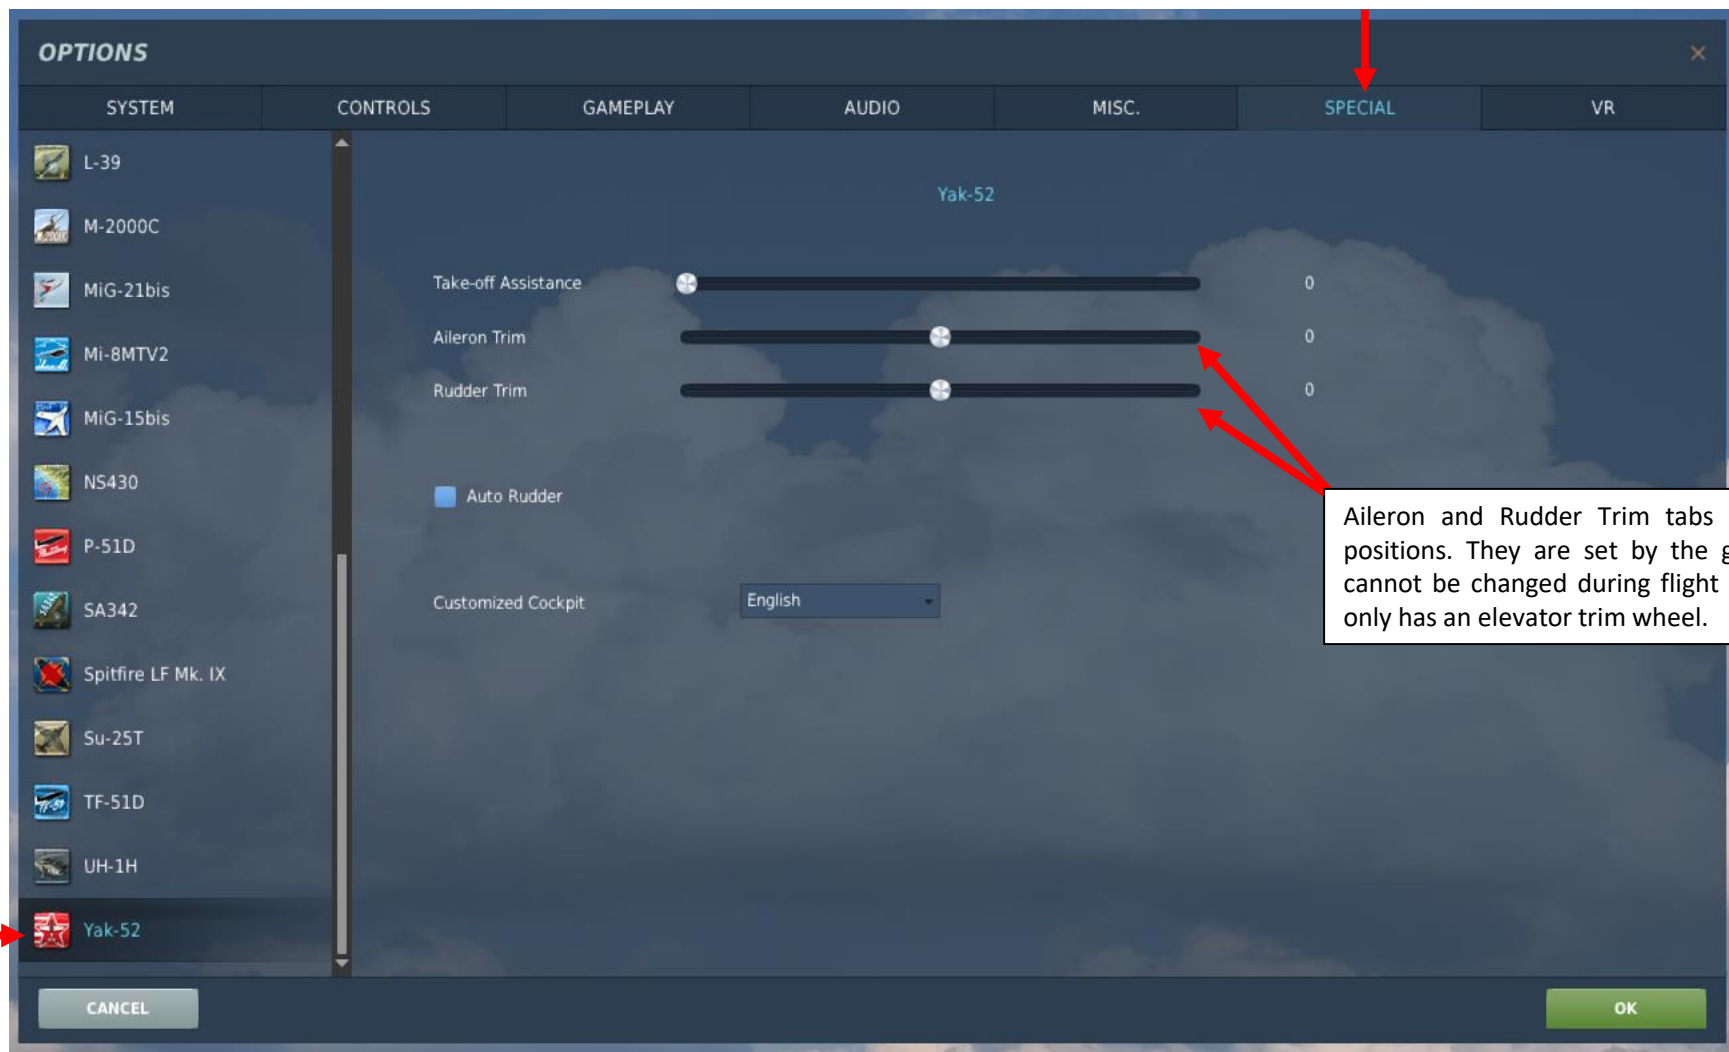 OPTIONS
SYSTEM CONTROLS GAMEPLAY AUDIO MISC. SPECIAL VR
L-39
M-2000C
MiG-21bis
Mi-8MTV2
MiG-15bis
NS430
P-51D
SA342
Spitfire LF Mk. IX
Su-25T
TF-51D
UH-1H
Yak-52
Yak-52
Take-off Assistance 0
Aileron Trim 0
Rudder Trim 0
Auto Rudder
Customized Cockpit English
Aileron and Rudder Trim tabs
positions. They are set by the
cannot be changed during flight
only has an elevator trim wheel.
CANCEL OK